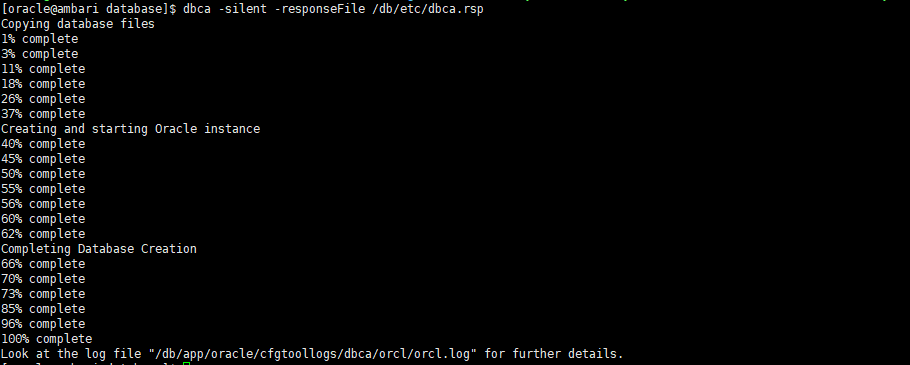 [oracle@ambari database]$ dbca -silent -responseFile /db/etc/dbca.rsp
Copying database files
1% complete
3% complete
11% complete
18% complete
26% complete
37% complete
Creating and starting Oracle instance
40% complete
45% complete
50% complete
55% complete
56% complete
60% complete
62% complete
Completing Database Creation
66% complete
70% complete
73% complete
85% complete
96% complete
100% complete
Look at the log file "/db/app/oracle/cfgtoollogs/dbca/orcl/orcl.log" for further details.